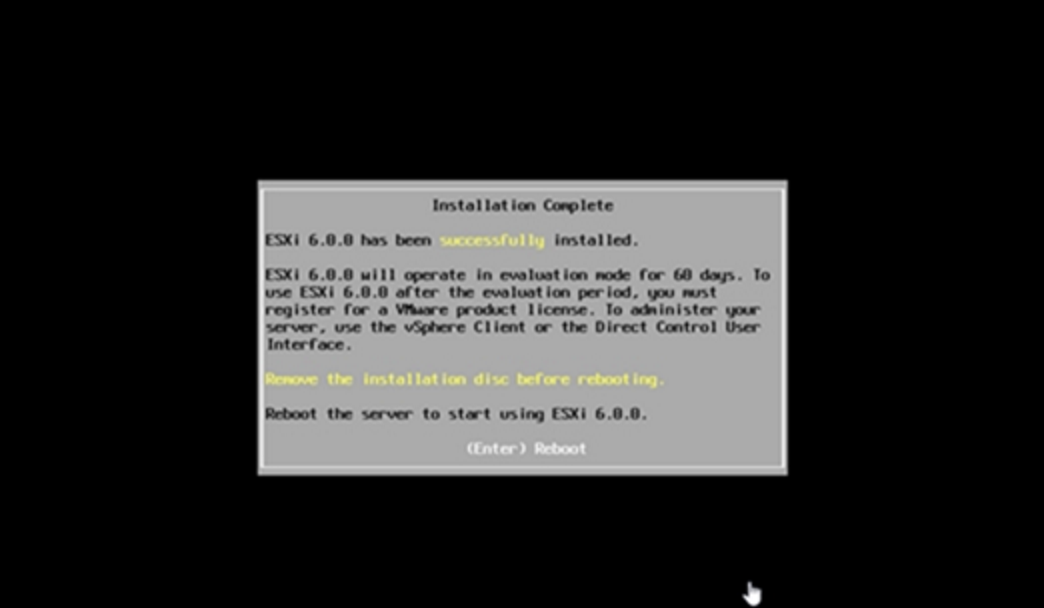 Installation Complete
ESXi 6.0.0 has been successfully installed.
ESXi 6.0.0 will operate in evaluation mode for 60 days. To
use ESXi 6.0.0 after the evaluation period, you must
register for a VMware product license. To administer your
server, use the vSphere Client or the Direct Control User
Interface.
Remove the installation disc before rebooting.
Reboot the server to start using ESXi 6.0.0.
(Enter) Reboot